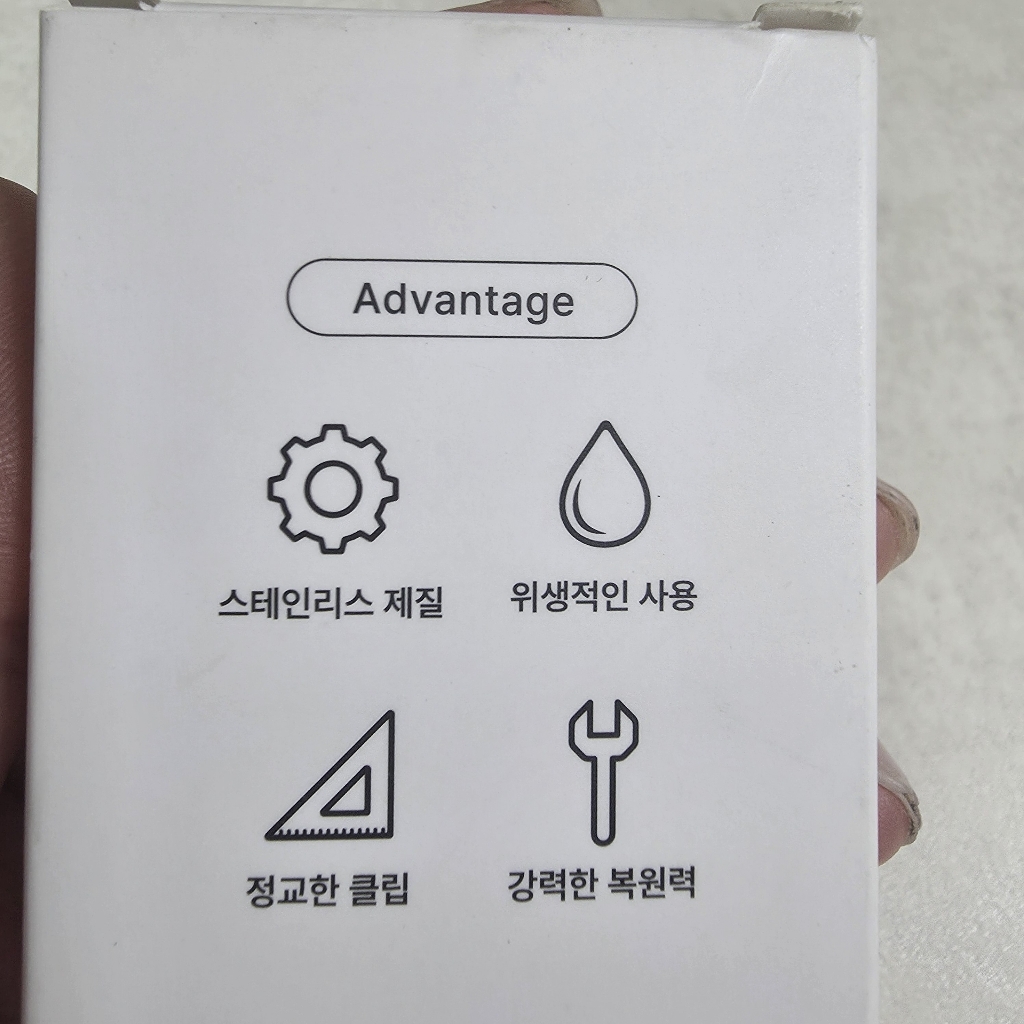 Advantage
스테인리스 제질
위생적인 사용
정교한 클립
강력한 복원력